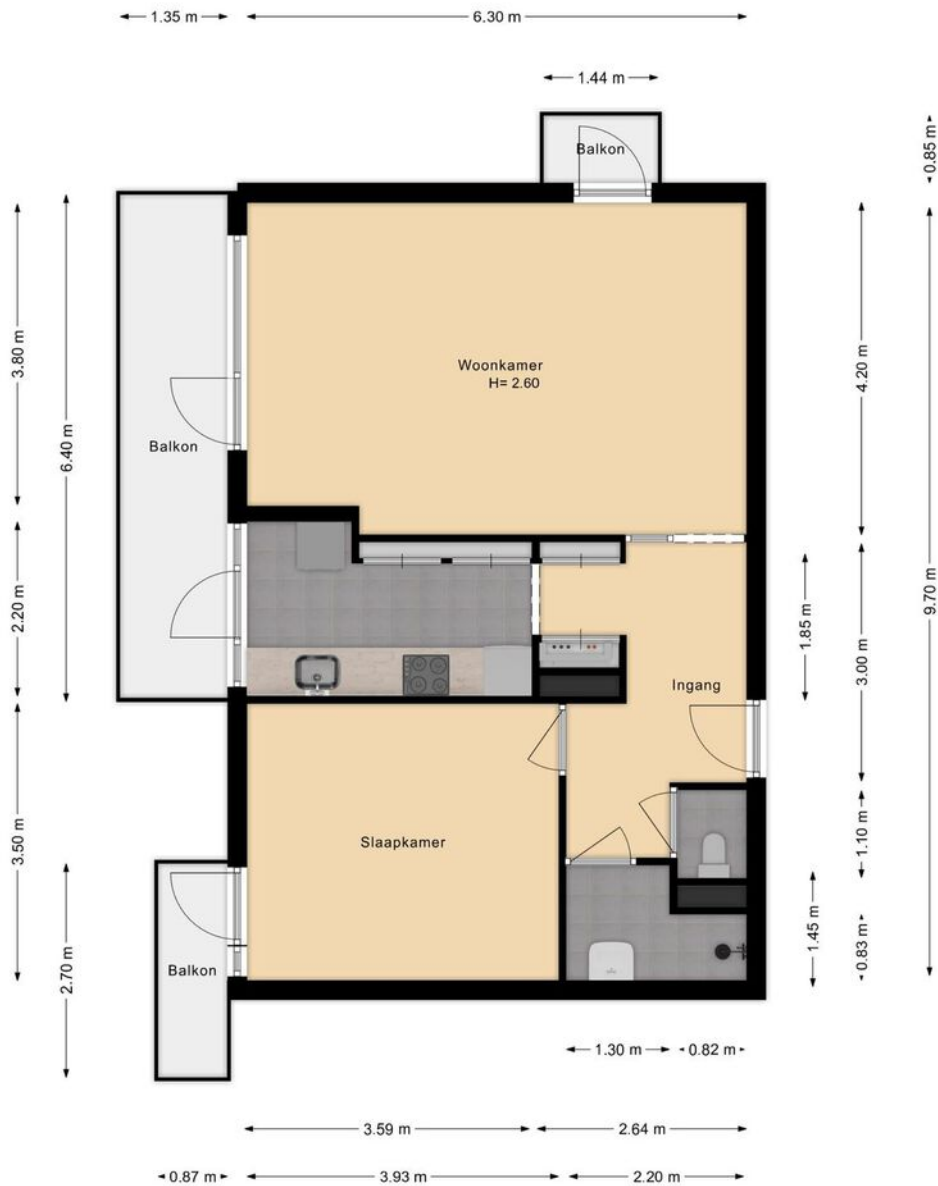 1.35 m
6.30 m
1.44 m
Balkon
0.85 m
3.80 m
6.40 m
Woonkamer
H= 2.60
4.20 m
Balkon
9.70 m
2.20 m
1.85 m
3.00 m
Ingang
3.50 m
Slaapkamer
1.10 m
2.70 m
Balkon
1.45 m
0.83 m
1.30 m
0.82 m
3.59 m
2.64 m
0.87 m
3.93 m
2.20 m